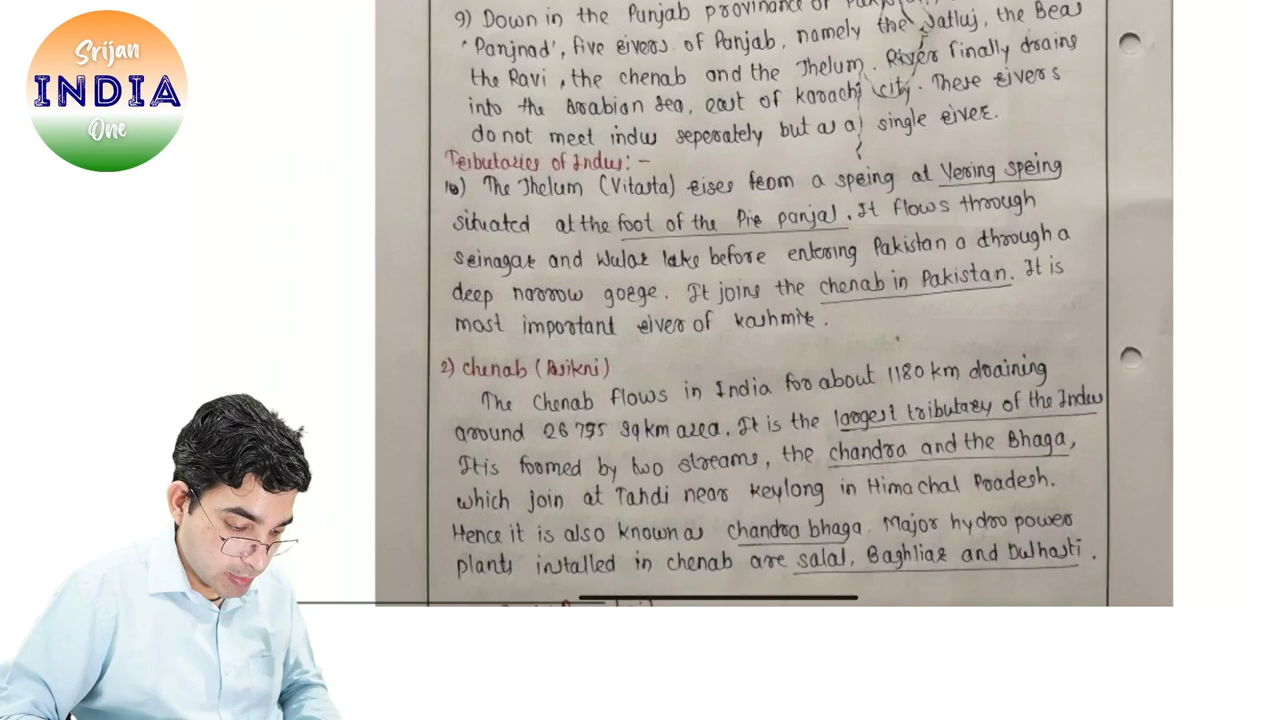 Srijan
INDIA
One
9) Down in the Punjab provinance of
'Panjnad', five rivers of Panjab, namely the Satluj, the Beas
the Ravi, the chenab and the Jhelum. River finally drains
into the Arabian Sea, east of karachi city. These rivers
do not meet indus seperately but as a single river.
Tributaries of Indus:-
1) The Jhelum (Vitasta) rises from a spring at Vering spring
situated at the foot of the Pir panjal. It flows through
Srinagar and Wular lake before entering Pakistan a through a
deep narrow gorge. It joins the chenab in Pakistan. It is
most important river of kashmir.
2) Chenab (Asikni)
The Chenab flows in India for about 1180 km draining
around 26755 sqkm area. It is the largest tributary of the Indus
It is formed by two streams, the chandra and the Bhaga,
which join at Tandi near keylong in Himachal Pradesh.
Hence it is also known as chandra bhaga. Major hydro power
plants installed in chenab are salal, Baghliar and Dulhasti.